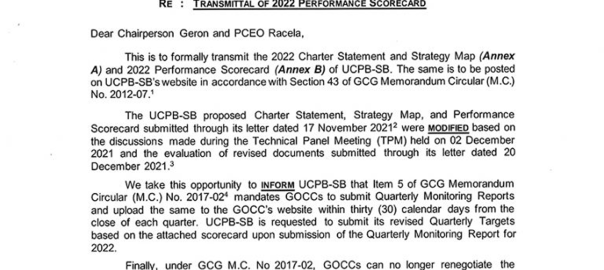 RE : TRANSMITTAL OF 2022 PERFORMANCE SCORECARD
Dear Chairperson Geron and PCEO Racela,
This is to formally transmit the 2022 Charter Statement and Strategy Map (Annex
A) and 2022 Performance Scorecard (Annex B) of UCPB-SB. The same is to be posted
on UCPB-SB's website in accordance with Section 43 of GCG Memorandum Circular (M.C.)
No. 2012-07.¹
The UCPB-SB proposed Charter Statement, Strategy Map, and Performance
Scorecard submitted through its letter dated 17 November 2021² were MODIFIED based on
the discussions made during the Technical Panel Meeting (TPM) held on 02 December
2021 and the evaluation of revised documents submitted through its letter dated 20
December 2021.³
We take this opportunity to INFORM UCPB-SB that Item 5 of GCG Memorandum
Circular (M.C.) No. 2017-02⁴ mandates GOCCs to submit Quarterly Monitoring Reports
and upload the same to the GOCC's website within thirty (30) calendar days from the
close of each quarter. UCPB-SB is requested to submit its revised Quarterly Targets
based on the attached scorecard upon submission of the Quarterly Monitoring Report for
2022.
Finally, under GCG M.C. No 2017-02, GOCCs can no longer renegotiate the